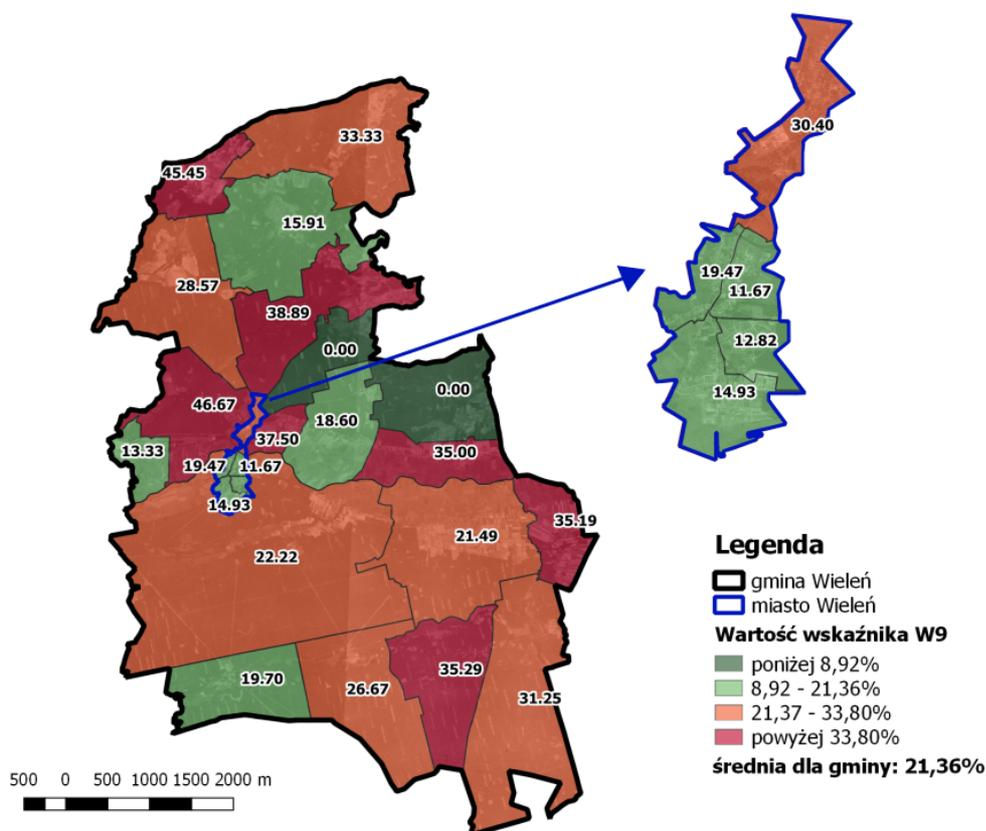 33.33
45.45
15.91
28.57
38.89
0.00
0.00
46.67
18.60
37.50
13.33
35.00
19.47 11.67
14.93
35.19
21.49
22.22
19.70
26.67
35.29
31.25
30.40
19.47
11.67
12.82
14.93
Legenda
gmina Wieleń
miasto Wieleń
Wartość wskaźnika W9
poniżej 8,92%
8,92 - 21,36%
21,37 - 33,80%
powyżej 33,80%
średnia dla gminy: 21,36%
500 0 500 1000 1500 2000 m